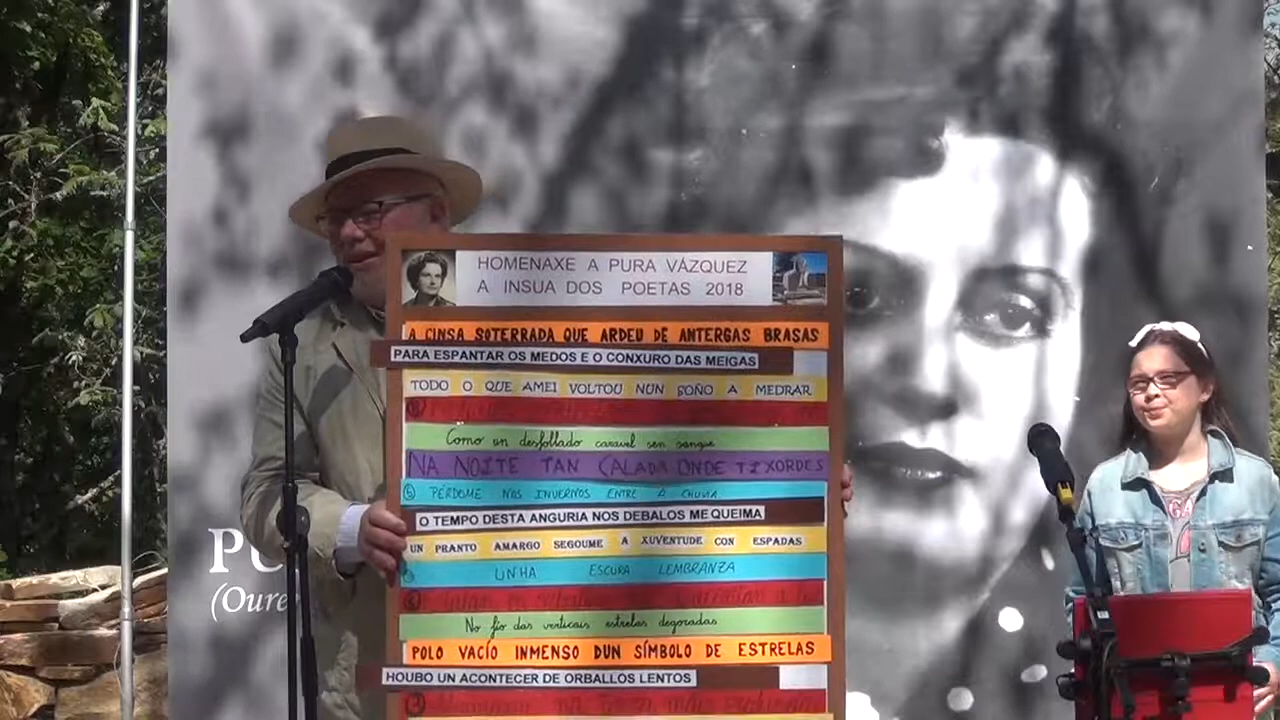 HOMENAXE A PURA VÁZQUEZ
A INSUA DOS POETAS 2018
A CINSA SOTERRADA QUE ARDEU DE ANTERGAS BRASAS
PARA ESPANTAR OS MEDOS E O CONXURO DAS MEIGAS
TODO O QUE AMEI VOLTOU NUN SOÑO A MEDRAR
Como un desfollado caravel sen sangue
NA NOITE TAN CALADA ONDE TI XORDES
PÉRDOME NOS INVERNOS ENTRE A CHUVIA
O TEMPO DESTA ANGURIA NOS DEBALOS ME QUEIMA
UN PRANTO AMARGO SEGOUME A XUVENTUDE CON ESPADAS
UNHA ESCURA LEMBRANZA
No fío das verticais estrelas degoradas
POLO VACÍO INMENSO DUN SÍMBOLO DE ESTRELAS
HOUBO UN ACONTECER DE ORBALLOS LENTOS
PU
(Oure